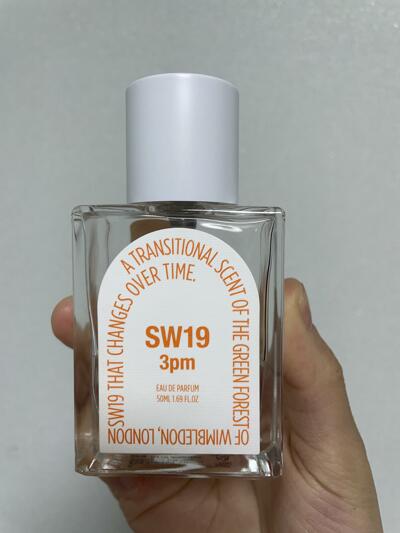 A TRANSITIONAL SCENT OF THE GREEN FOREST
OF WIMBLEDON, LONDON
SW19 THAT CHANGES
OVER TIME.
SW19
3pm
EAU DE PARFUM
50ML 1.69 FL.OZ